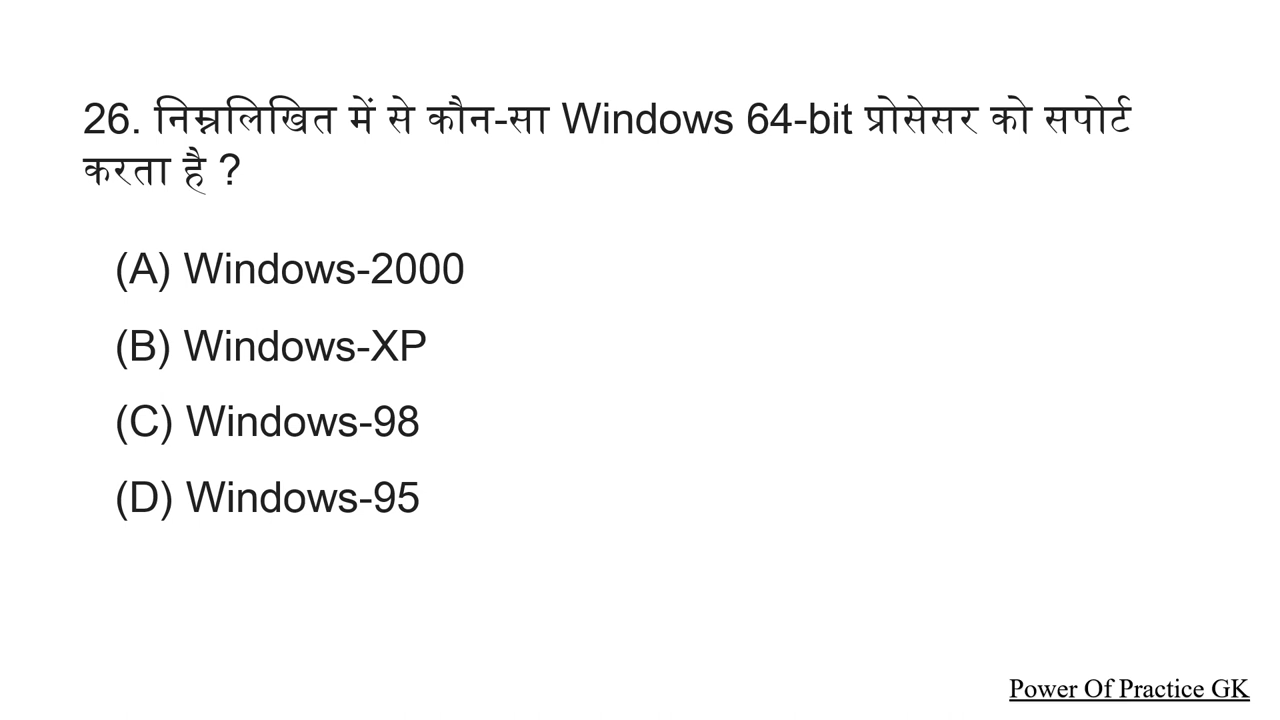 26. निम्नलिखित में से कौन-सा Windows 64-bit प्रोसेसर को सपोर्ट
करता है ?
(A) Windows-2000
(B) Windows-XP
(C) Windows-98
(D) Windows-95
Power Of Practice GK